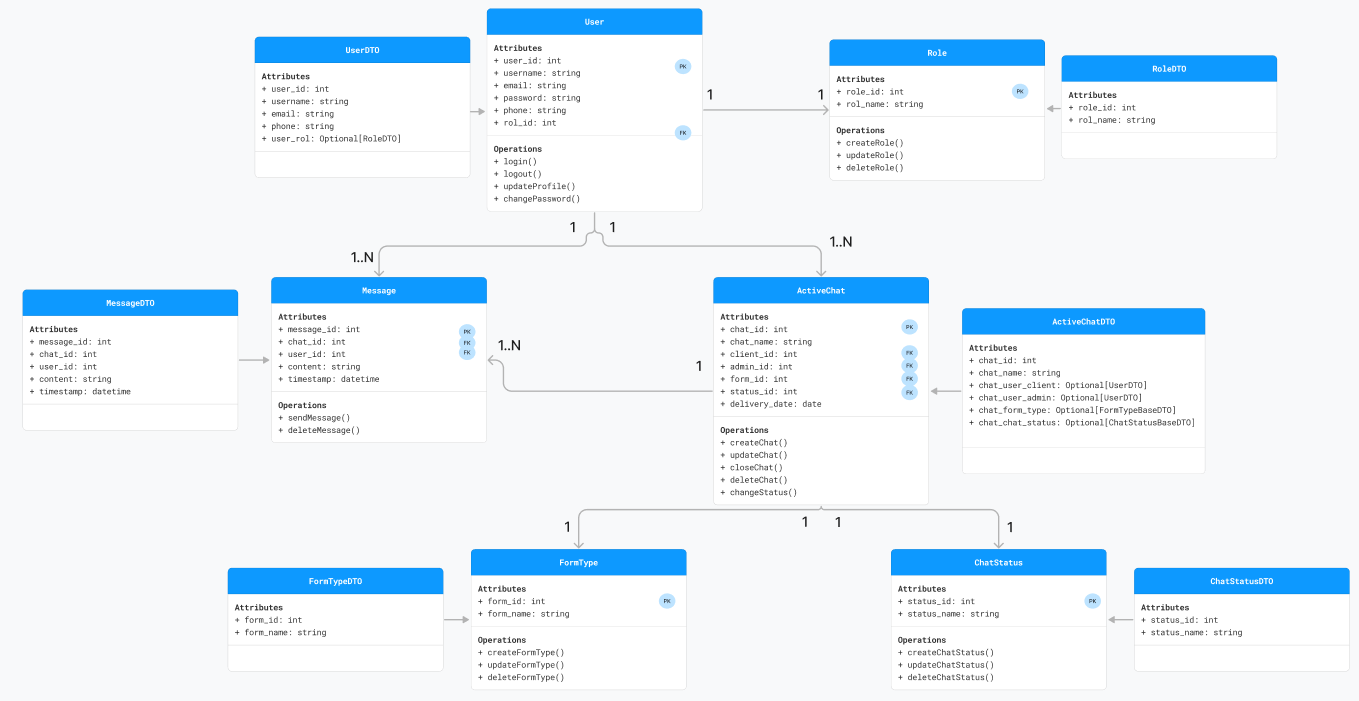 User
Attributes
+ user_id: int
PK
+ username: string
+ email: string
+ password: string
+ phone: string
+ rol_id: int
FK
Operations
+ login()
+ logout()
+ updateProfile()
+ changePassword()
UserDTO
Attributes
+ user_id: int
+ username: string
+ email: string
+ phone: string
+ user_rol: Optional[RoleDTO]
1
1
Role
Attributes
+ role_id: int
PK
+ rol_name: string
Operations
+ createRole()
+ updateRole()
+ deleteRole()
RoleDTO
Attributes
+ role_id: int
+ rol_name: string
1
1
1..N
1..N
MessageDTO
Attributes
+ message_id: int
+ chat_id: int
+ user_id: int
+ content: string
+ timestamp: datetime
Message
Attributes
+ message_id: int
PK
+ chat_id: int
FK
+ user_id: int
FK
+ content: string
+ timestamp: datetime
Operations
+ sendMessage()
+ deleteMessage()
1..N
1
ActiveChat
Attributes
+ chat_id: int
PK
+ chat_name: string
+ client_id: int
FK
+ admin_id: int
FK
+ form_id: int
FK
+ status_id: int
FK
+ delivery_date: date
Operations
+ createChat()
+ updateChat()
+ closeChat()
+ deleteChat()
+ changeStatus()
ActiveChatDTO
Attributes
+ chat_id: int
+ chat_name: string
+ chat_user_client: Optional[UserDTO]
+ chat_user_admin: Optional[UserDTO]
+ chat_form_type: Optional[FormTypeBaseDTO]
+ chat_chat_status: Optional[ChatStatusBaseDTO]
1
1
1
1
FormTypeDTO
Attributes
+ form_id: int
+ form_name: string
FormType
Attributes
+ form_id: int
PK
+ form_name: string
Operations
+ createFormType()
+ updateFormType()
+ deleteFormType()
ChatStatus
Attributes
+ status_id: int
PK
+ status_name: string
Operations
+ createChatStatus()
+ updateChatStatus()
+ deleteChatStatus()
ChatStatusDTO
Attributes
+ status_id: int
+ status_name: string